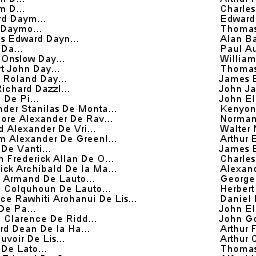 m D... Charles
rd Daym... Edward
Daymo... Thomas
s Edward Dayn... Alan Ba
Da... Paul Au
Onslow Day... William
rt John Day... Thomas
Roland Day... James E
Richard Dazzl... John Ja
De Pi... John El
nder Stanilas De Monta... Kenyon
ore Alexander De Rav... Norman
d Alexander De Vri... Walter M
m Alexander De Greenl... Arthur E
De Vanti... James E
n Frederick Allan De O... Charles
rick Archibald De la Ma... Alexand
Armand De Lauto... George
Colquhoun De Lauto... Herbert
ce Rawhiti Arohanui De Lis... Daniel
De Pa... John El
Clarence De Ridd... John Go
rd Dean De la Ha... Arthur F
uvoir De Lis... Arthur C
De Lato... Thomas